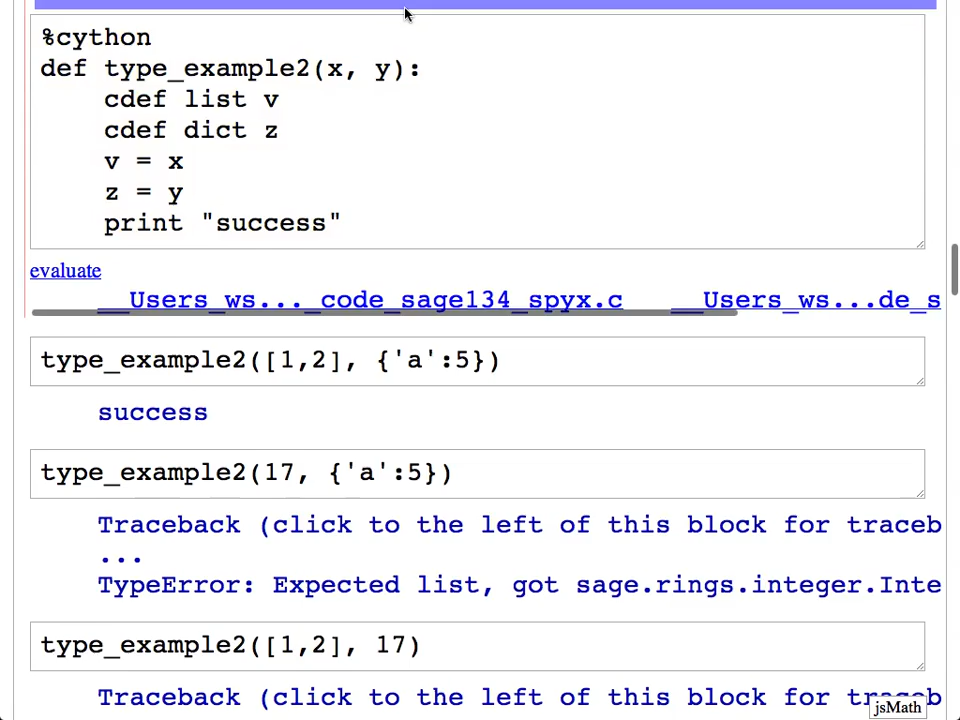 %cython
def type_example2(x, y):
    cdef list v
    cdef dict z
    v = x
    z = y
    print "success"
evaluate
__Users_ws..._code_sage134_spyx.c    __Users_ws...de_s
type_example2([1,2], {'a':5})
success
type_example2(17, {'a':5})
Traceback (click to the left of this block for traceb
...
TypeError: Expected list, got sage.rings.integer.Inte
type_example2([1,2], 17)
Traceback (click to the left of this block for traceb
jsMath